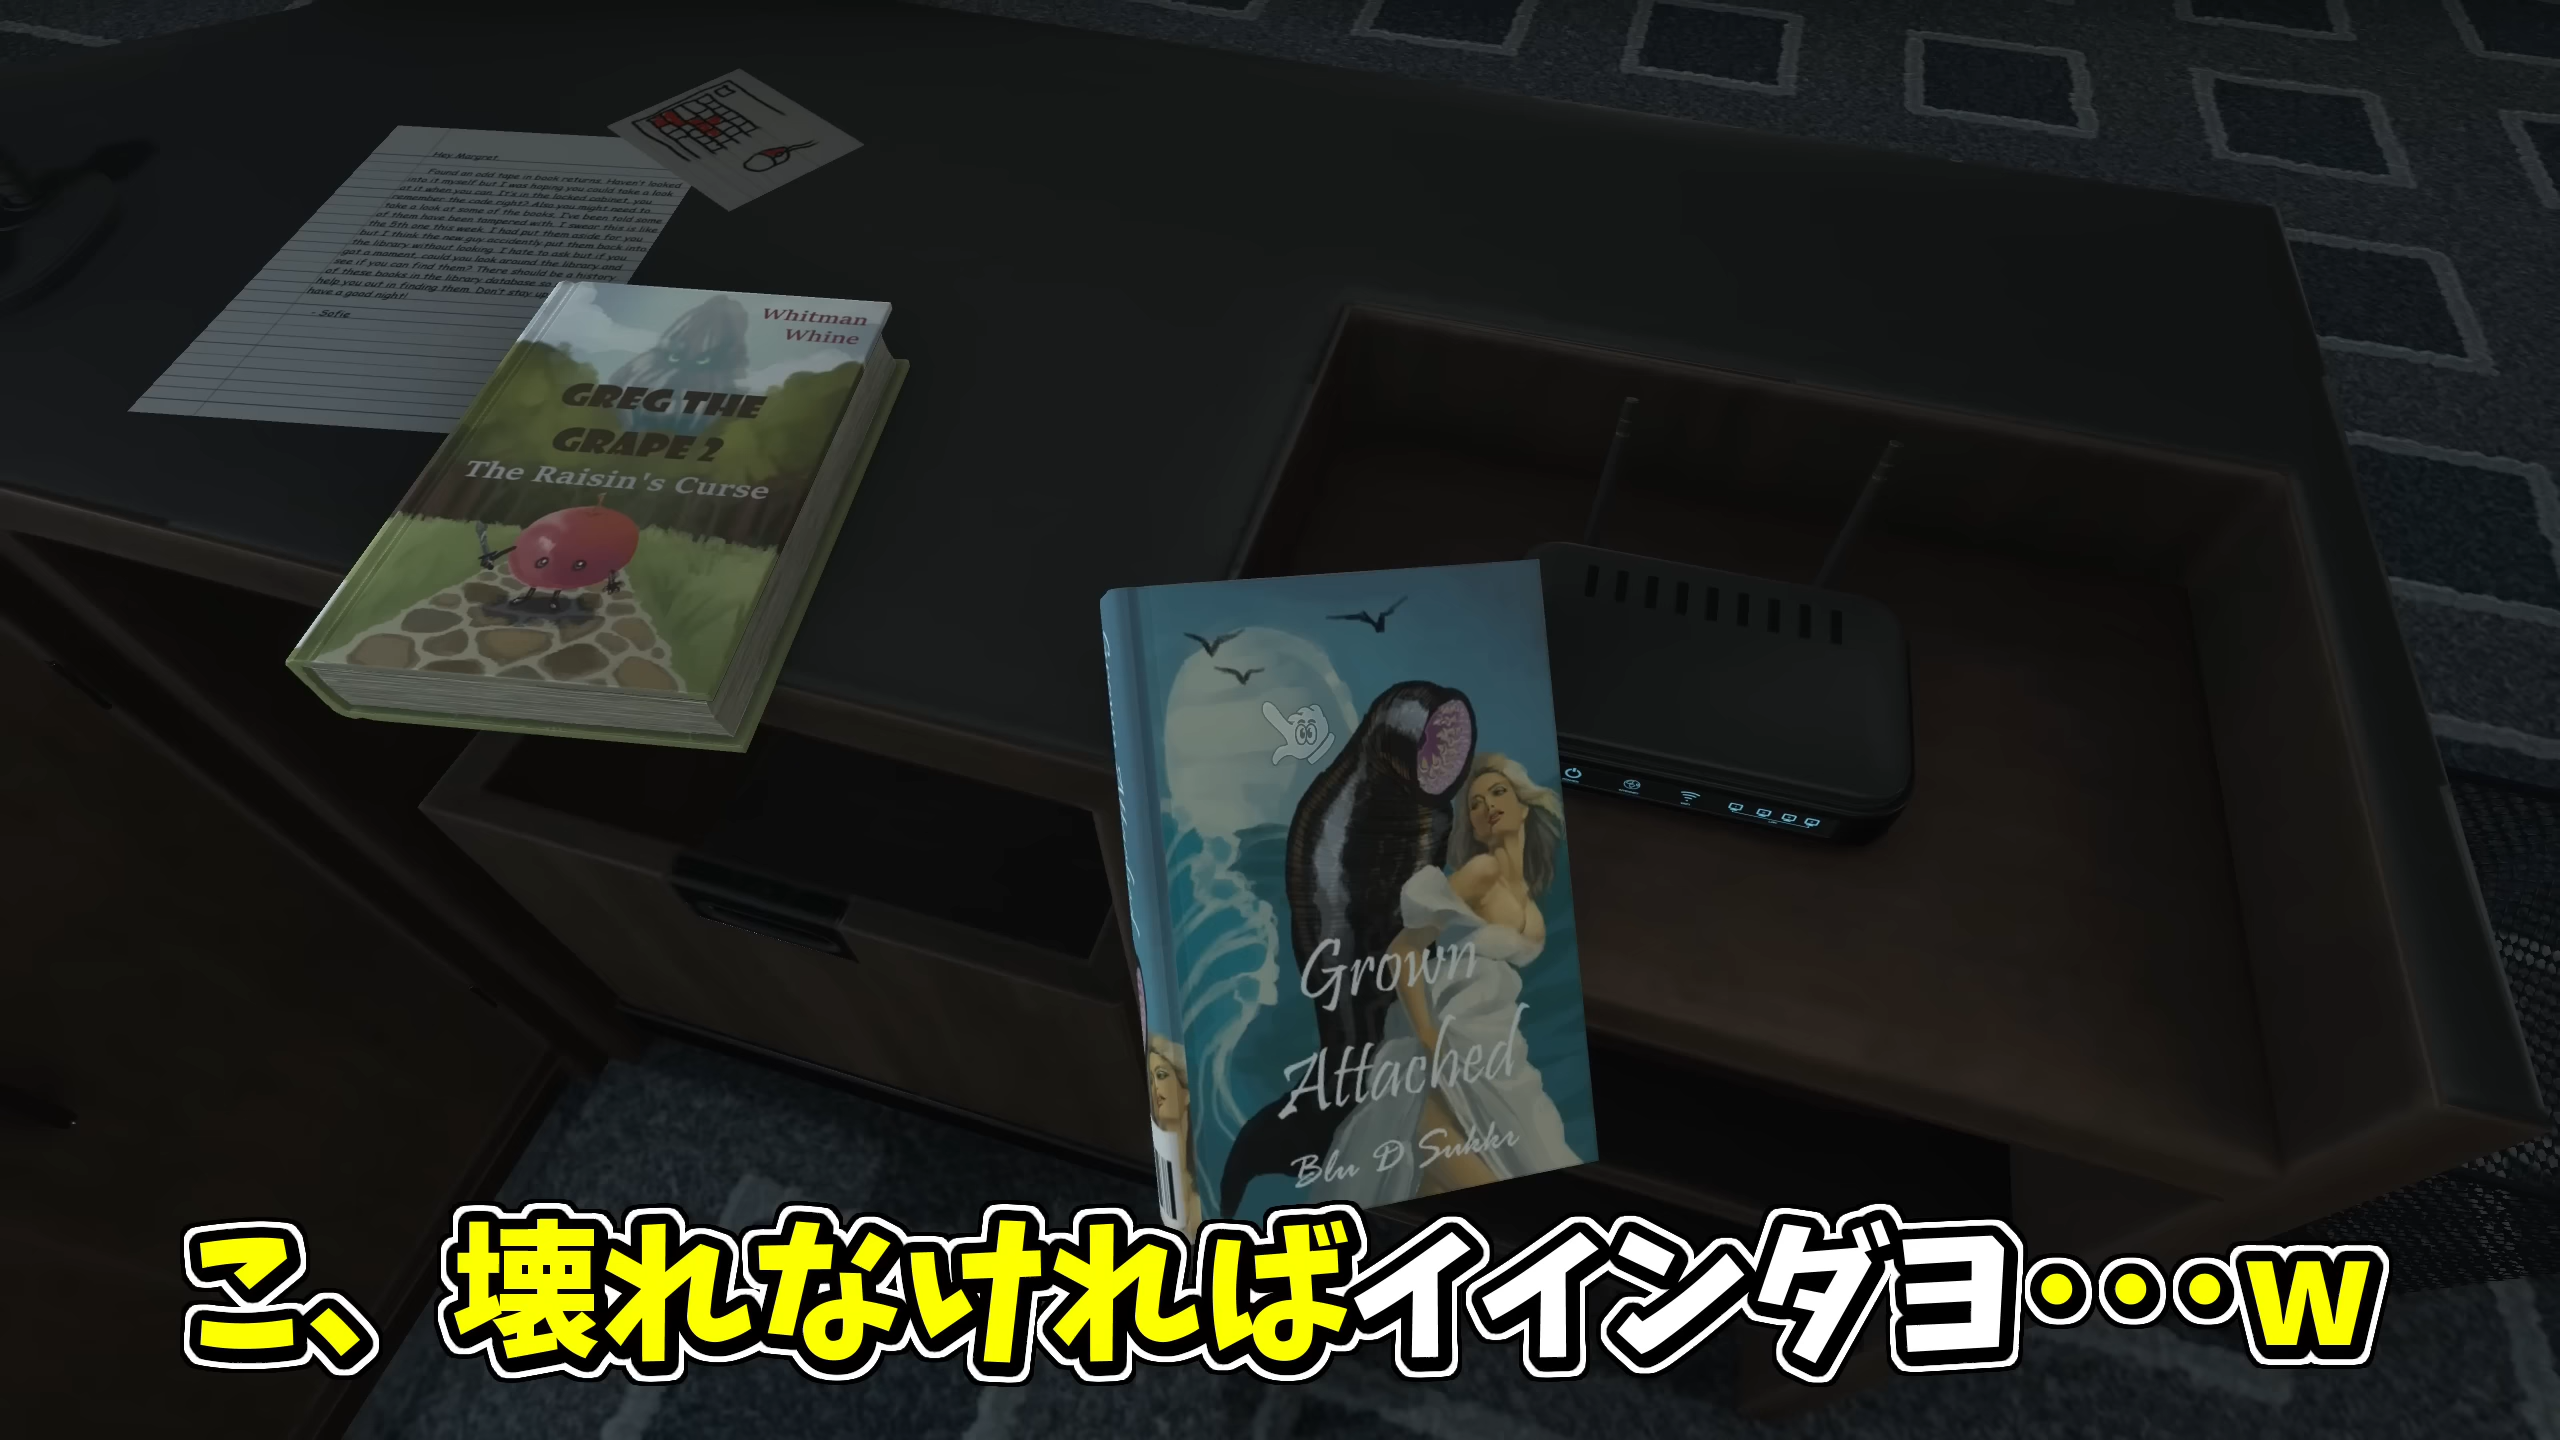 Hey Margret
Found an odd tape in book returns. Haven't looked
into it myself but I was hoping you could take a look
at it when you can. It's in the locked cabinet, you
remember the code right? Also you might need to
take a look at some of the books. I've been told some
of them have been tampered with. I swear this is like
the 5th one this week. I had put them aside for you
but I think the new guy accidently put them back into
the library without looking. I hate to ask but if you
got a moment, could you look around the library and
see if you can find them? There should be a history
of these books in the library database so
help you out in finding them. Don't stay up
have a good night!
- Sofie
Whitman
Whine
GREG THE
GRAPE 2
The Raisin's Curse
Grown
Attached
Blu D Sukkr
こ、壊れなければイインダヨ・・・w